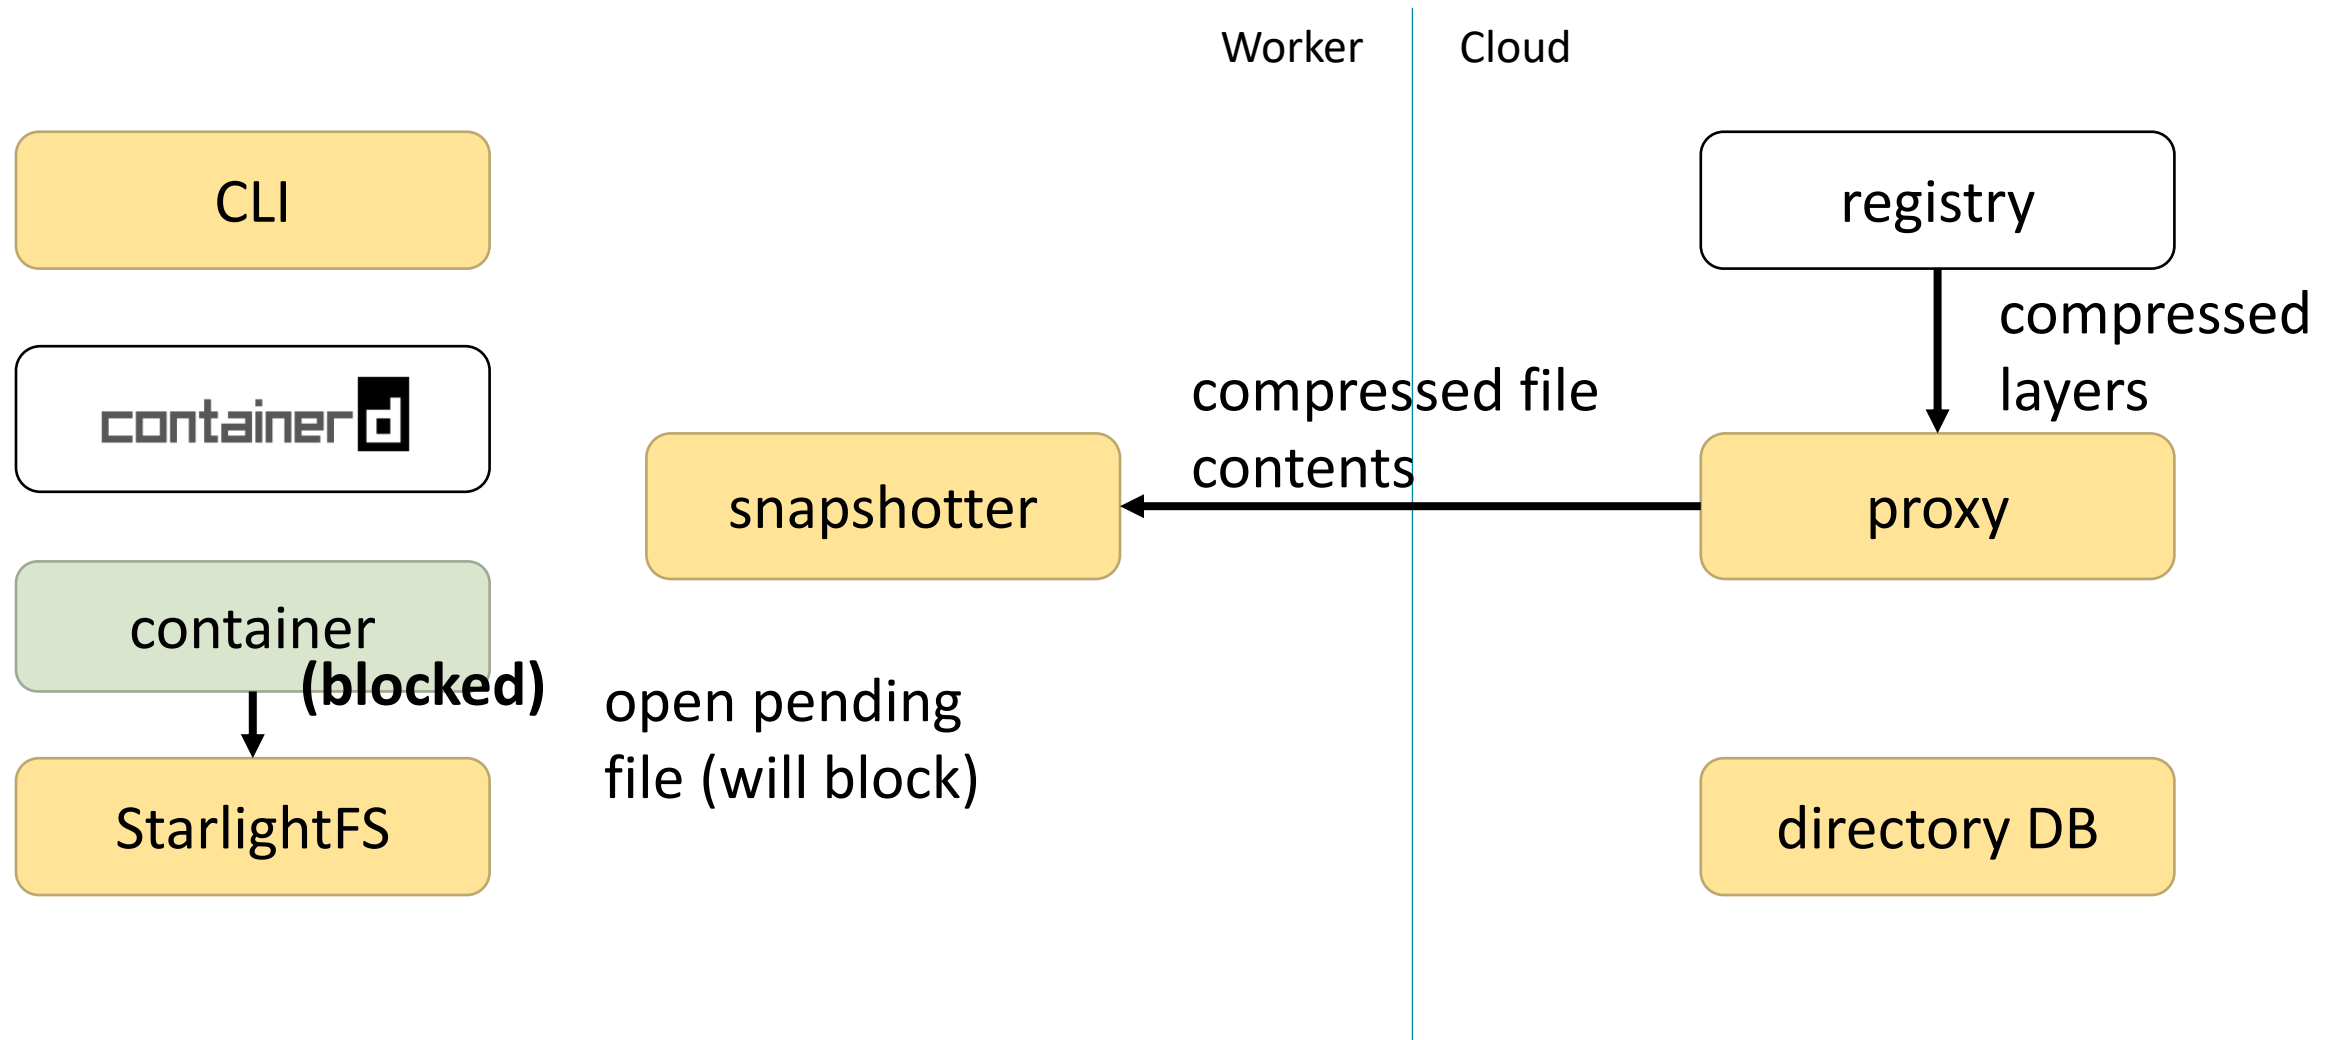 Worker
Cloud
CLI
registry
compressed
layers
containerd
compressed file
contents
snapshotter
proxy
container
(blocked)
open pending
file (will block)
StarlightFS
directory DB